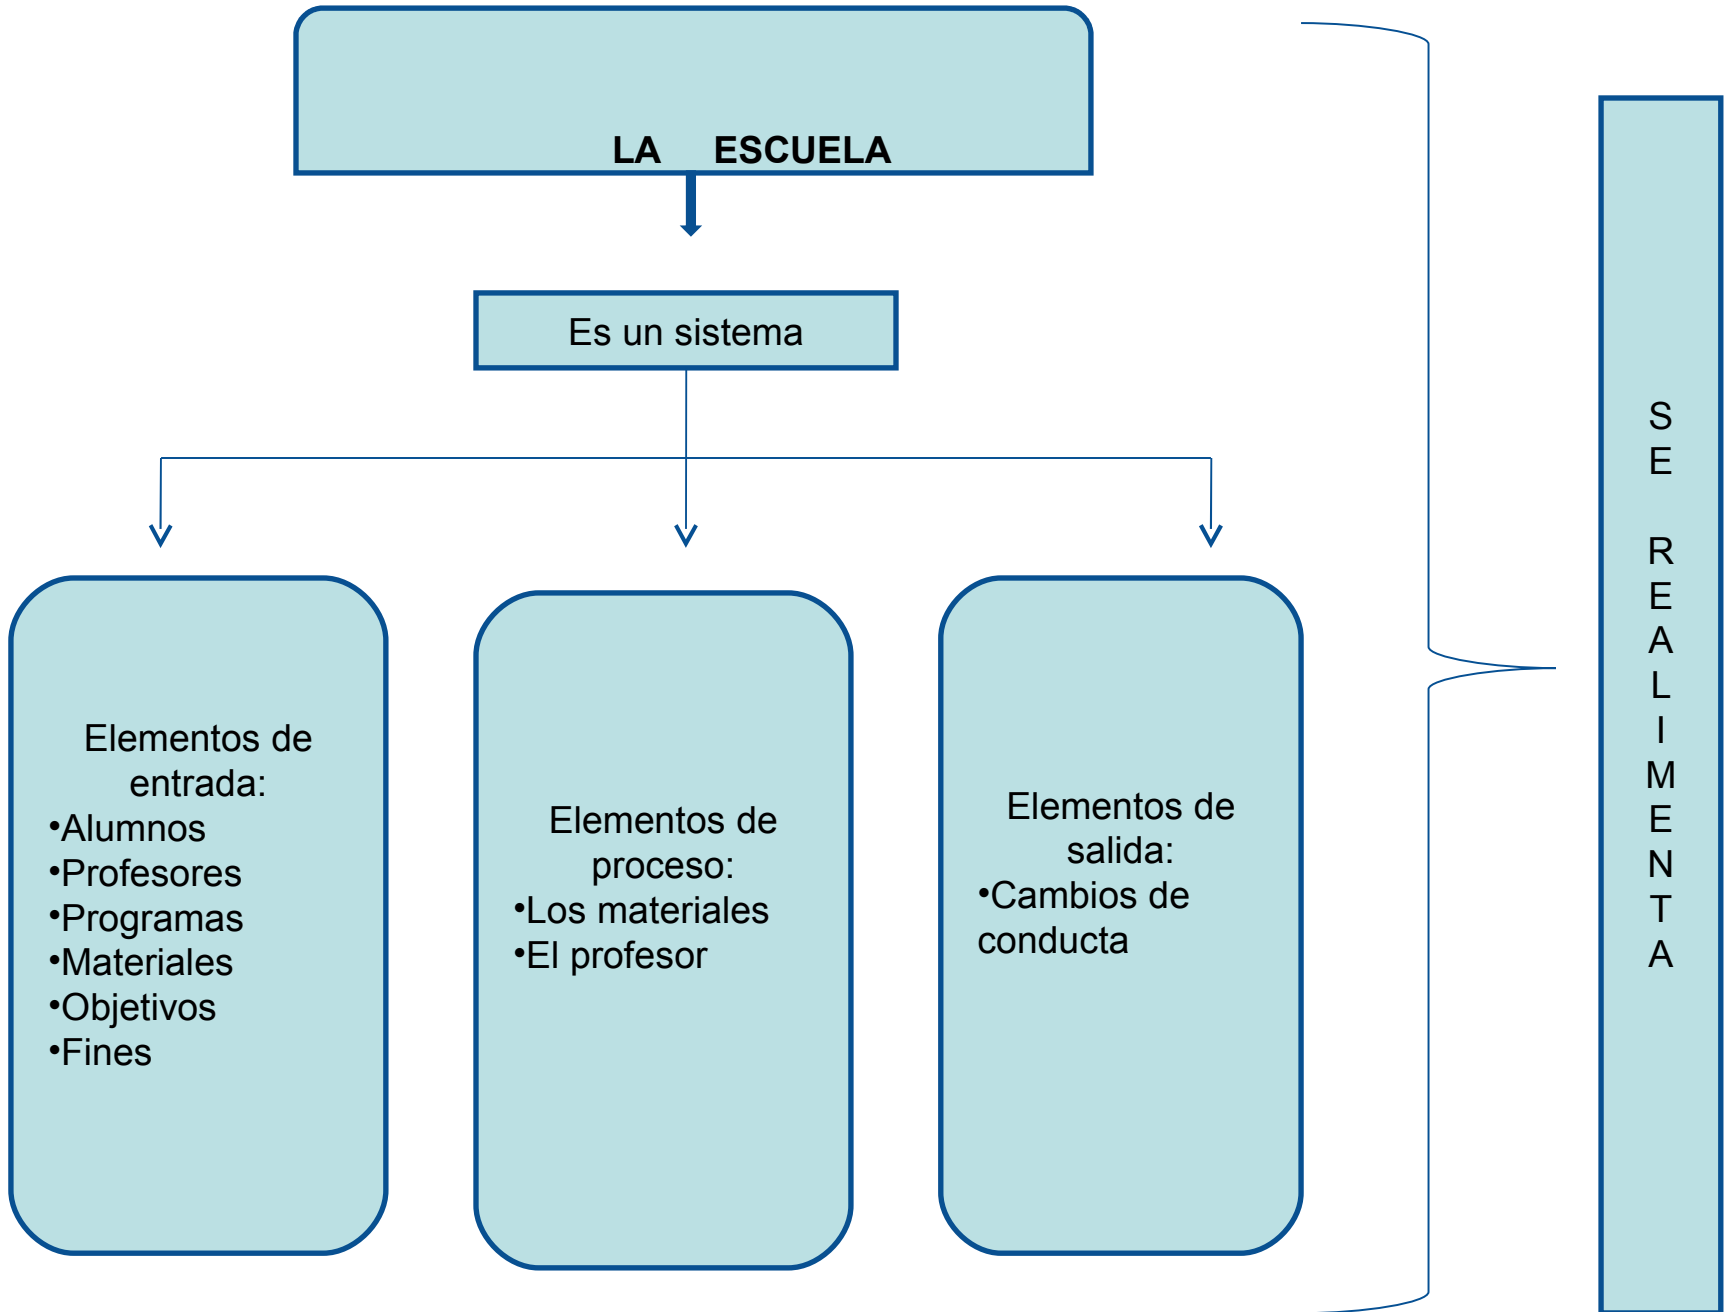 LA ESCUELA
Es un sistema
Elementos de
entrada:
•Alumnos
•Profesores
•Programas
•Materiales
•Objetivos
•Fines
Elementos de
proceso:
•Los materiales
•El profesor
Elementos de
salida:
•Cambios de
conducta
S
E
R
E
A
L
I
M
E
N
T
A